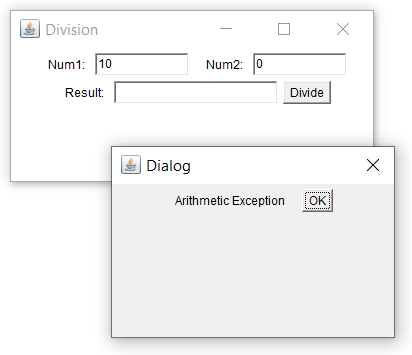 Division
Num1: 10 Num2: 0
Result: Divide
Dialog
Arithmetic Exception OK